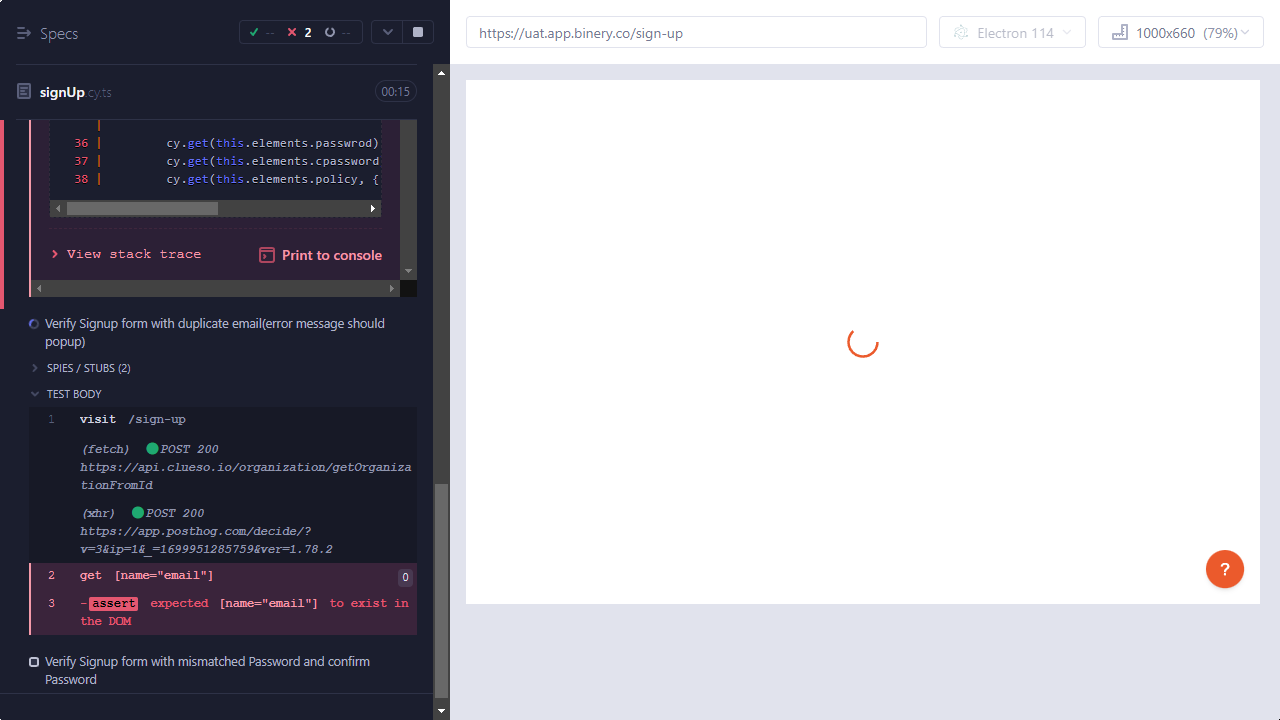 Specs
--
2
--
https://uat.app.binery.co/sign-up
Electron 114
1000x660 (79%)
signUp.cy.ts
00:15
|
36 | cy.get(this.elements.passwrod)
37 | cy.get(this.elements.cpassword
38 | cy.get(this.elements.policy, {
View stack trace
Print to console
Verify Signup form with duplicate email(error message should
popup)
SPIES / STUBS (2)
TEST BODY
1 visit /sign-up
(fetch) POST 200
https://api.clueso.io/organization/getOrganiza
tionFromId
(xhr) POST 200
https://app.posthog.com/decide/?
v=3&ip=1&_=1699951285759&ver=1.78.2
2 get [name="email"] 0
3 -assert expected [name="email"] to exist in
the DOM
Verify Signup form with mismatched Password and confirm
Password
?